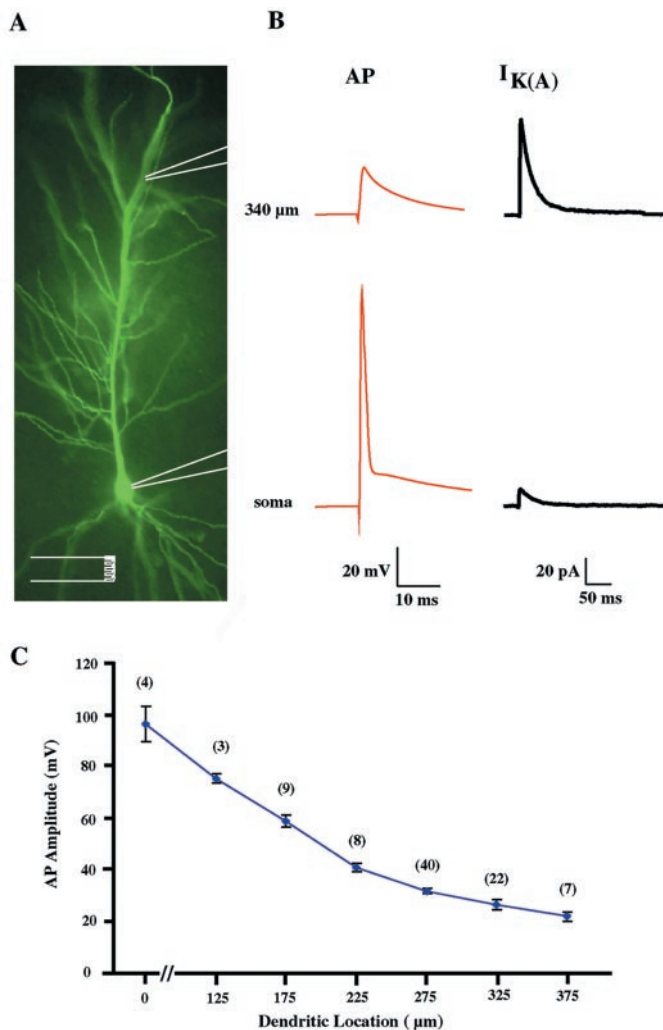 A
B
AP
I K(A)
340 µm
soma
20 mV
10 ms
20 pA
50 ms
C
120
100
80
60
40
20
0
AP Amplitude (mV)
(4)
(3)
(9)
(8)
(40)
(22)
(7)
0 // 125 175 225 275 325 375
Dendritic Location ( µm)